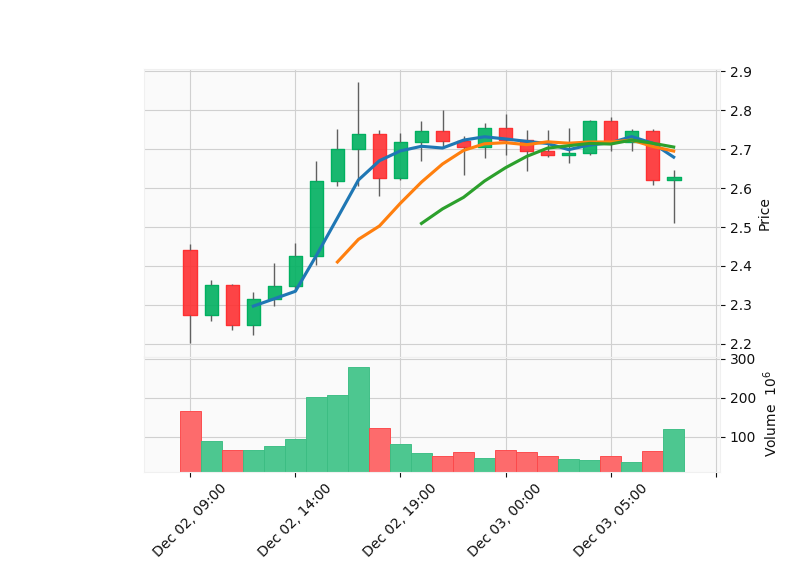 2.9
2.8
2.7
2.6
2.5
2.4
2.3
2.2
Price
300
200
100
Volume 10⁶
Dec 02, 09:00
Dec 02, 14:00
Dec 02, 19:00
Dec 03, 00:00
Dec 03, 05:00